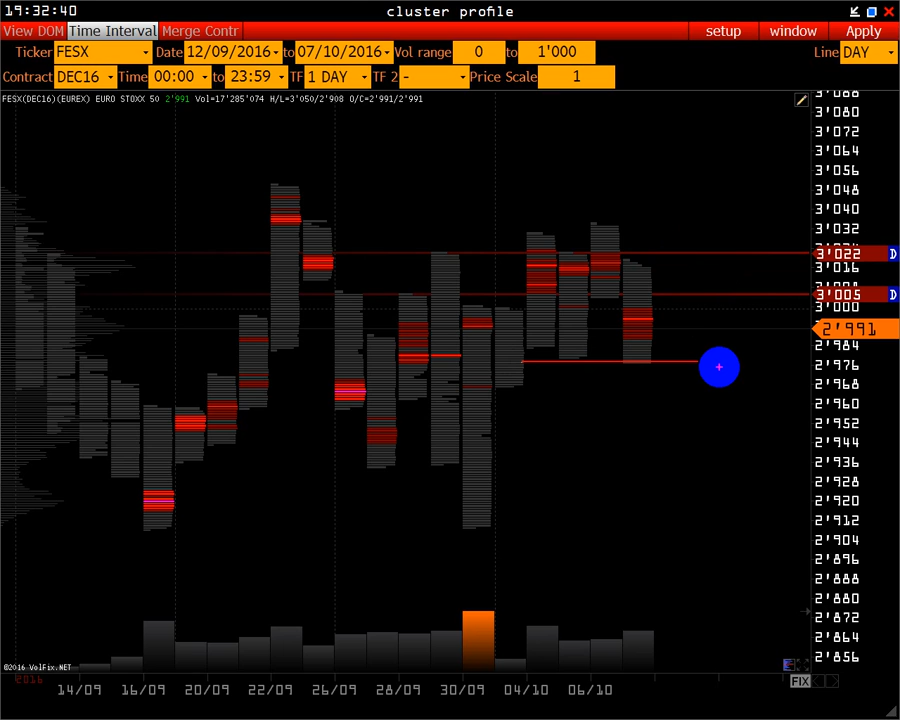 19:32:40 cluster profile
View DOM Time Interval Merge Contr setup window Apply
Ticker FESX Date 12/09/2016 to 07/10/2016 Vol range 0 to 1'000 Line DAY
Contract DEC16 Time 00:00 to 23:59 TF 1 DAY TF 2 - Price Scale 1
FESX(DEC16)(EUREX) EURO STOXX 50 2'991 Vol=17'285'074 H/L=3'050/2'908 O/C=2'991/2'991
3'088
3'080
3'072
3'064
3'056
3'048
3'040
3'032
3'022 D
3'016
3'005 D
3'000
2'991
2'984
2'976
2'968
2'960
2'952
2'944
2'936
2'928
2'920
2'912
2'904
2'896
2'888
2'880
2'872
2'864
2'856
©2016 VolFix.NET
2016
FIX
14/09 16/09 20/09 22/09 26/09 28/09 30/09 04/10 06/10